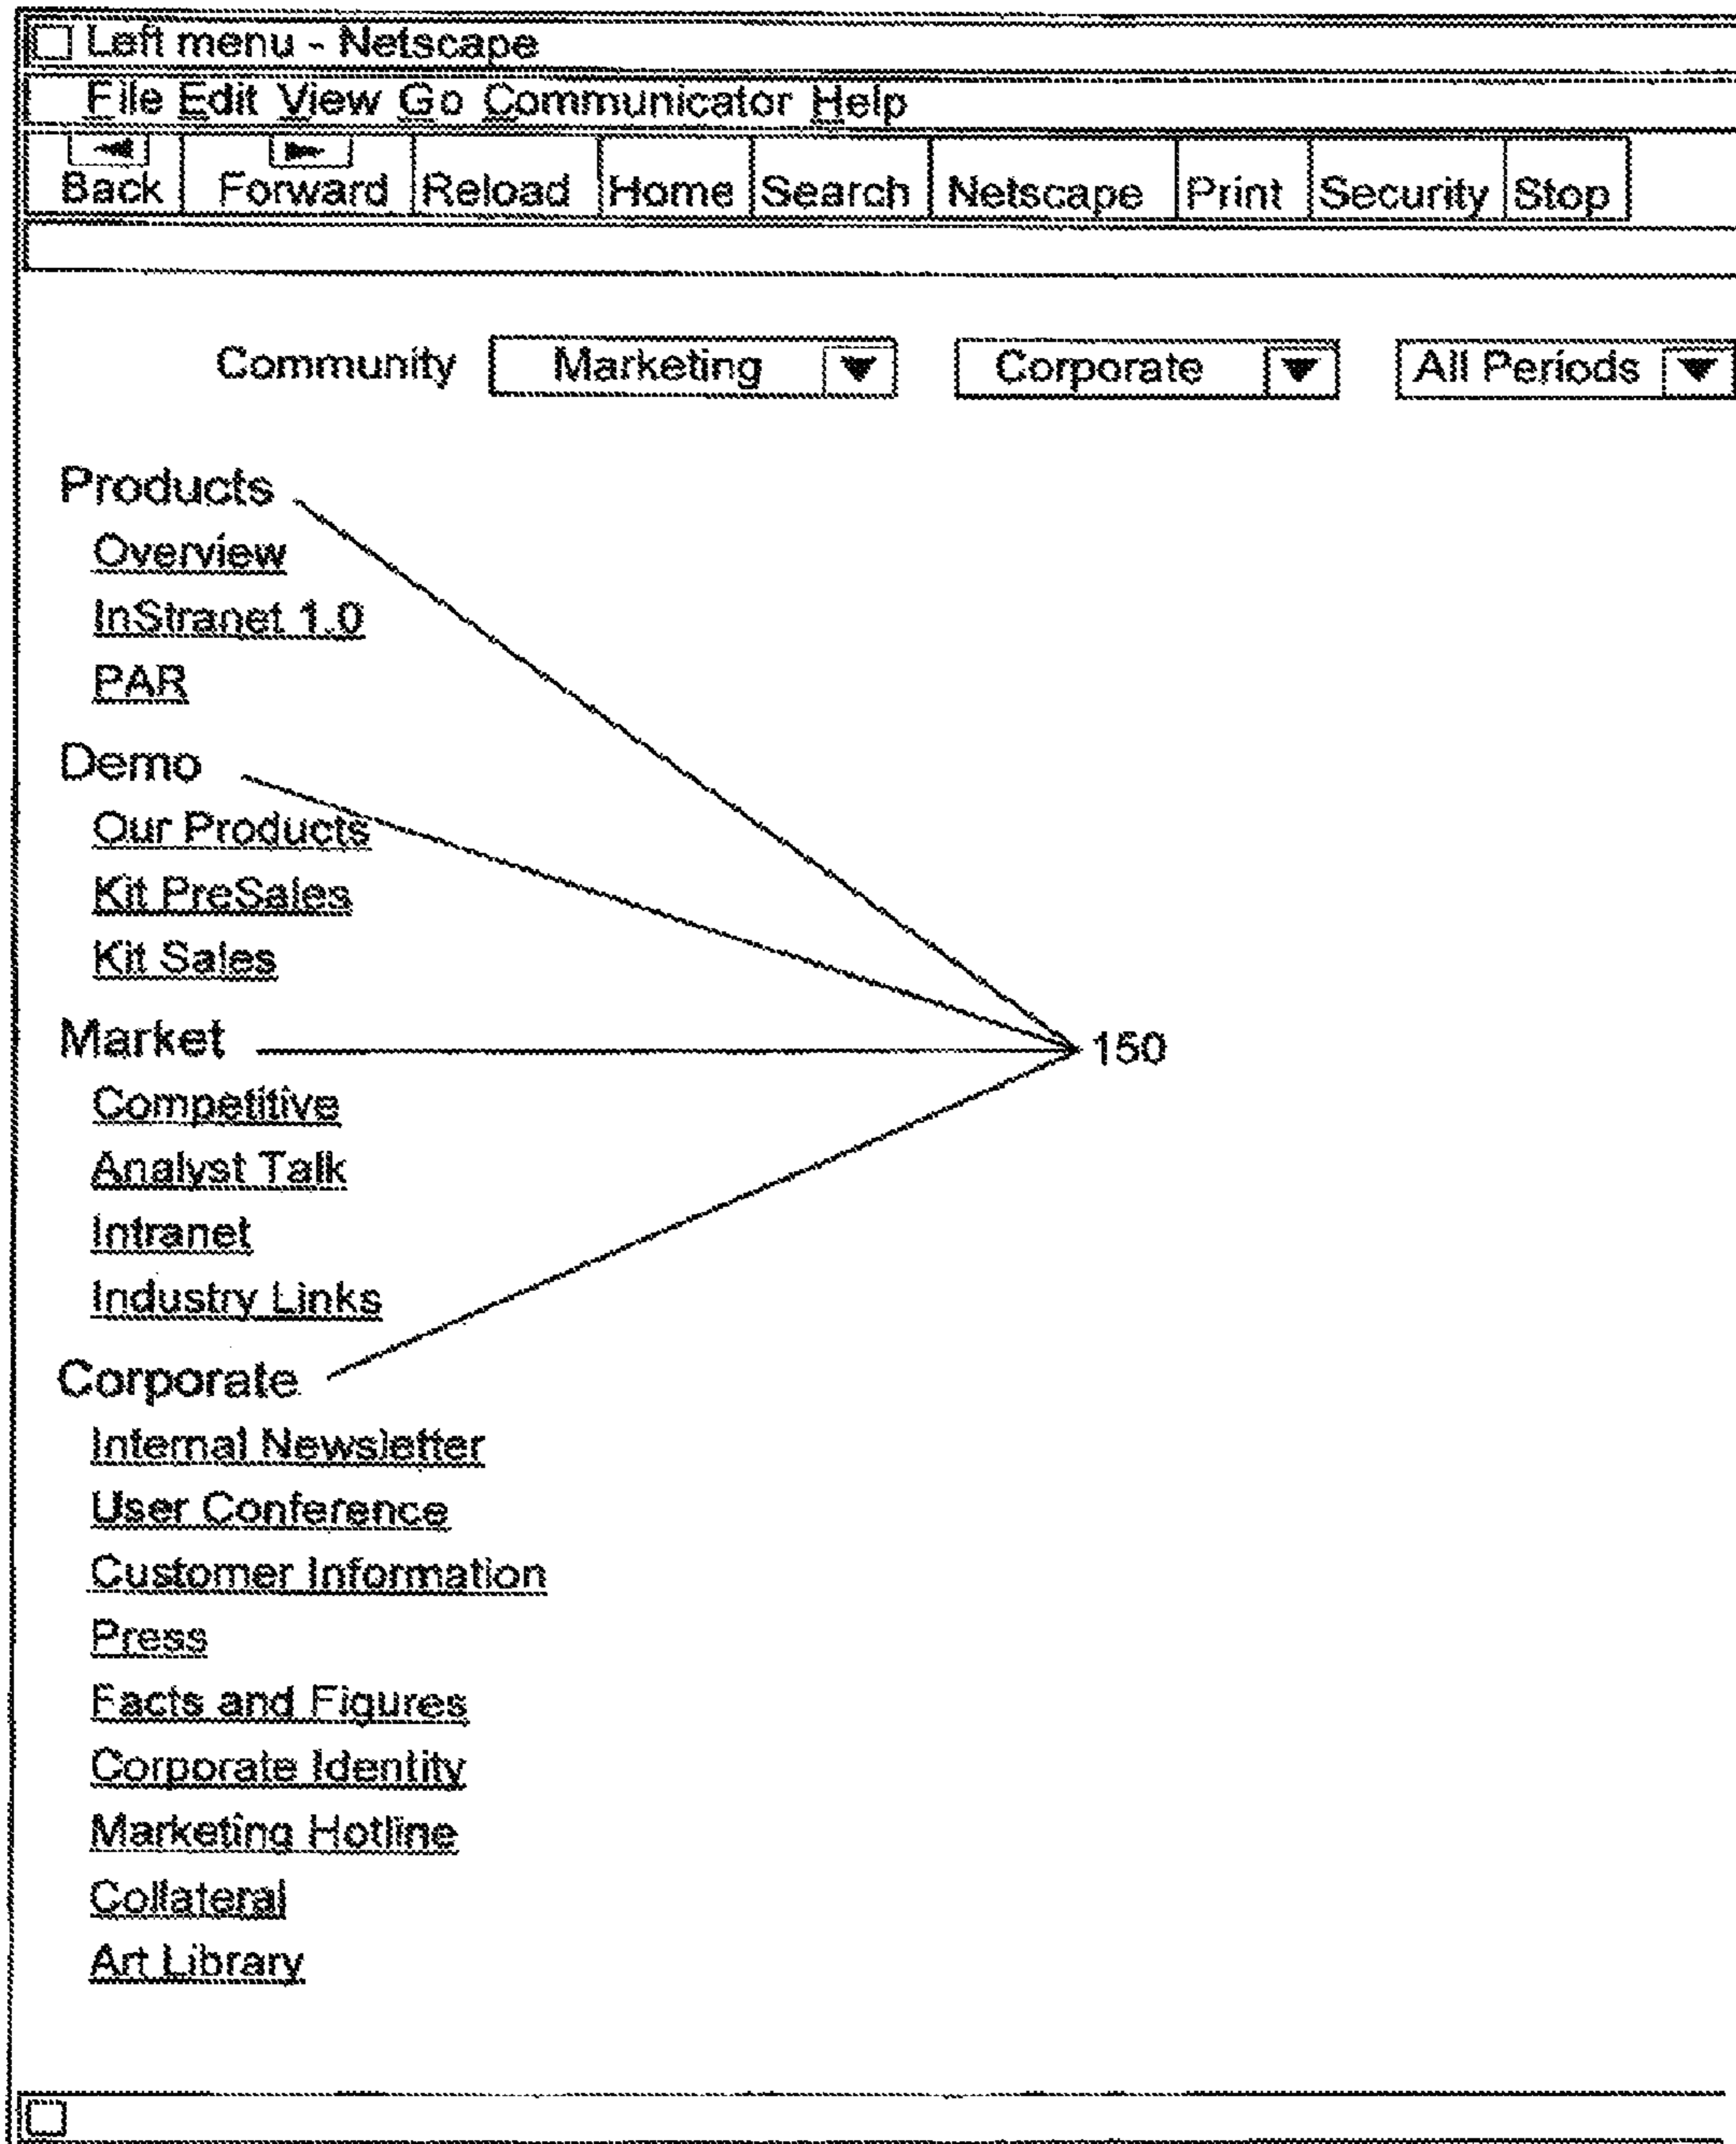 Left menu - Netscape
File Edit View Go Communicator Help
Back Forward Reload Home Search Netscape Print Security Stop
Community Marketing Corporate All Periods
Products
Overview
InStranet 1.0
PAR
Demo
Our Products
Kit PreSales
Kit Sales
Market
150
Competitive
Analyst Talk
Intranet
Industry Links
Corporate
Internal Newsletter
User Conference
Customer Information
Press
Facts and Figures
Corporate Identity
Marketing Hotline
Collateral
Art Library